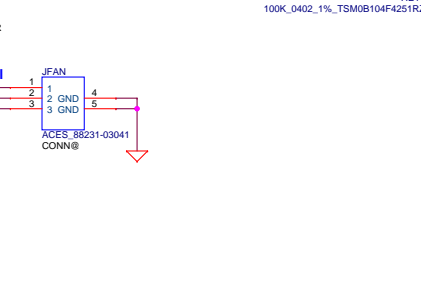 100K_0402_1%_TSM0B104F4251RZ
JFAN
1 1
2 2 GND 4
3 3 GND 5
ACES_88231-03041
CONN@